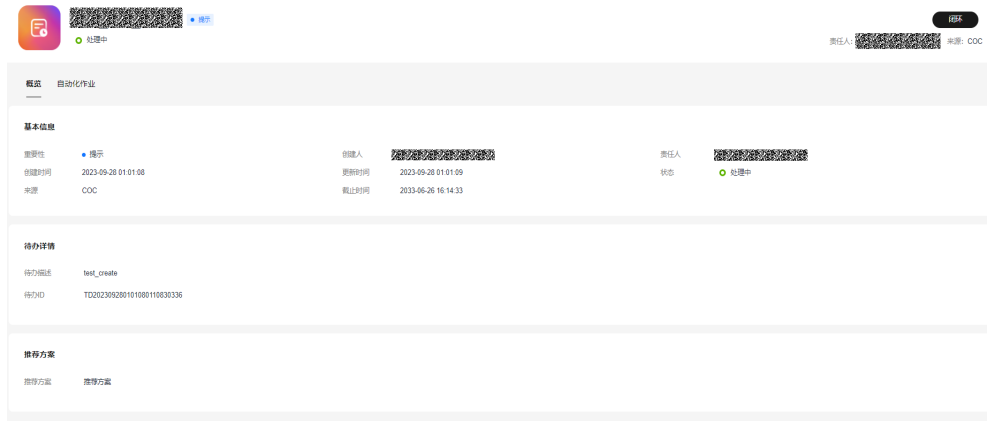 提示
闭环
处理中
责任人: 来源: COC
概览 自动化作业
基本信息
重要性 提示 创建人 责任人
创建时间 2023-09-28 01:01:08 更新时间 2023-09-28 01:01:09 状态 处理中
来源 COC 截止时间 2033-06-26 16:14:33
待办详情
待办描述 test_create
待办ID TD202309280101080110830336
推荐方案
推荐方案 推荐方案